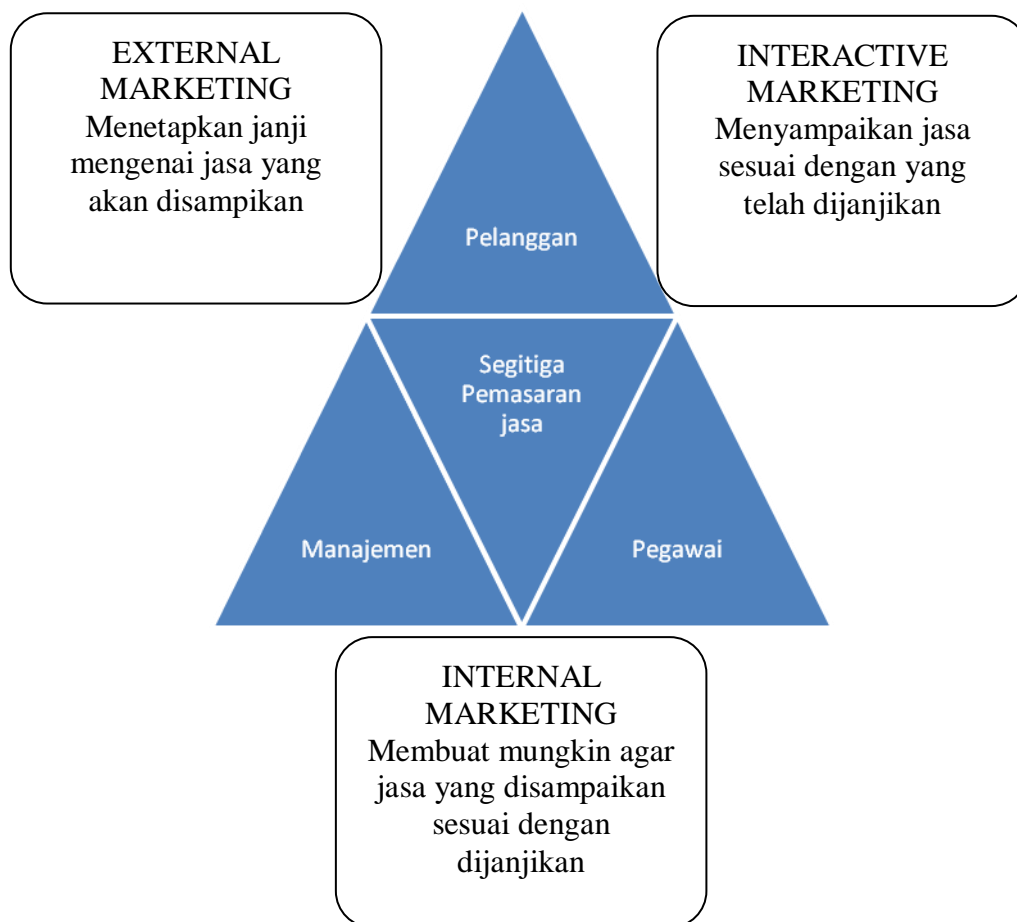 EXTERNAL
MARKETING
Menetapkan janji
mengenai jasa yang
akan disampikan
INTERACTIVE
MARKETING
Menyampaikan jasa
sesuai dengan yang
telah dijanjikan
Pelanggan
Segitiga
Pemasaran
jasa
Manajemen
Pegawai
INTERNAL
MARKETING
Membuat mungkin agar
jasa yang disampaikan
sesuai dengan
dijanjikan